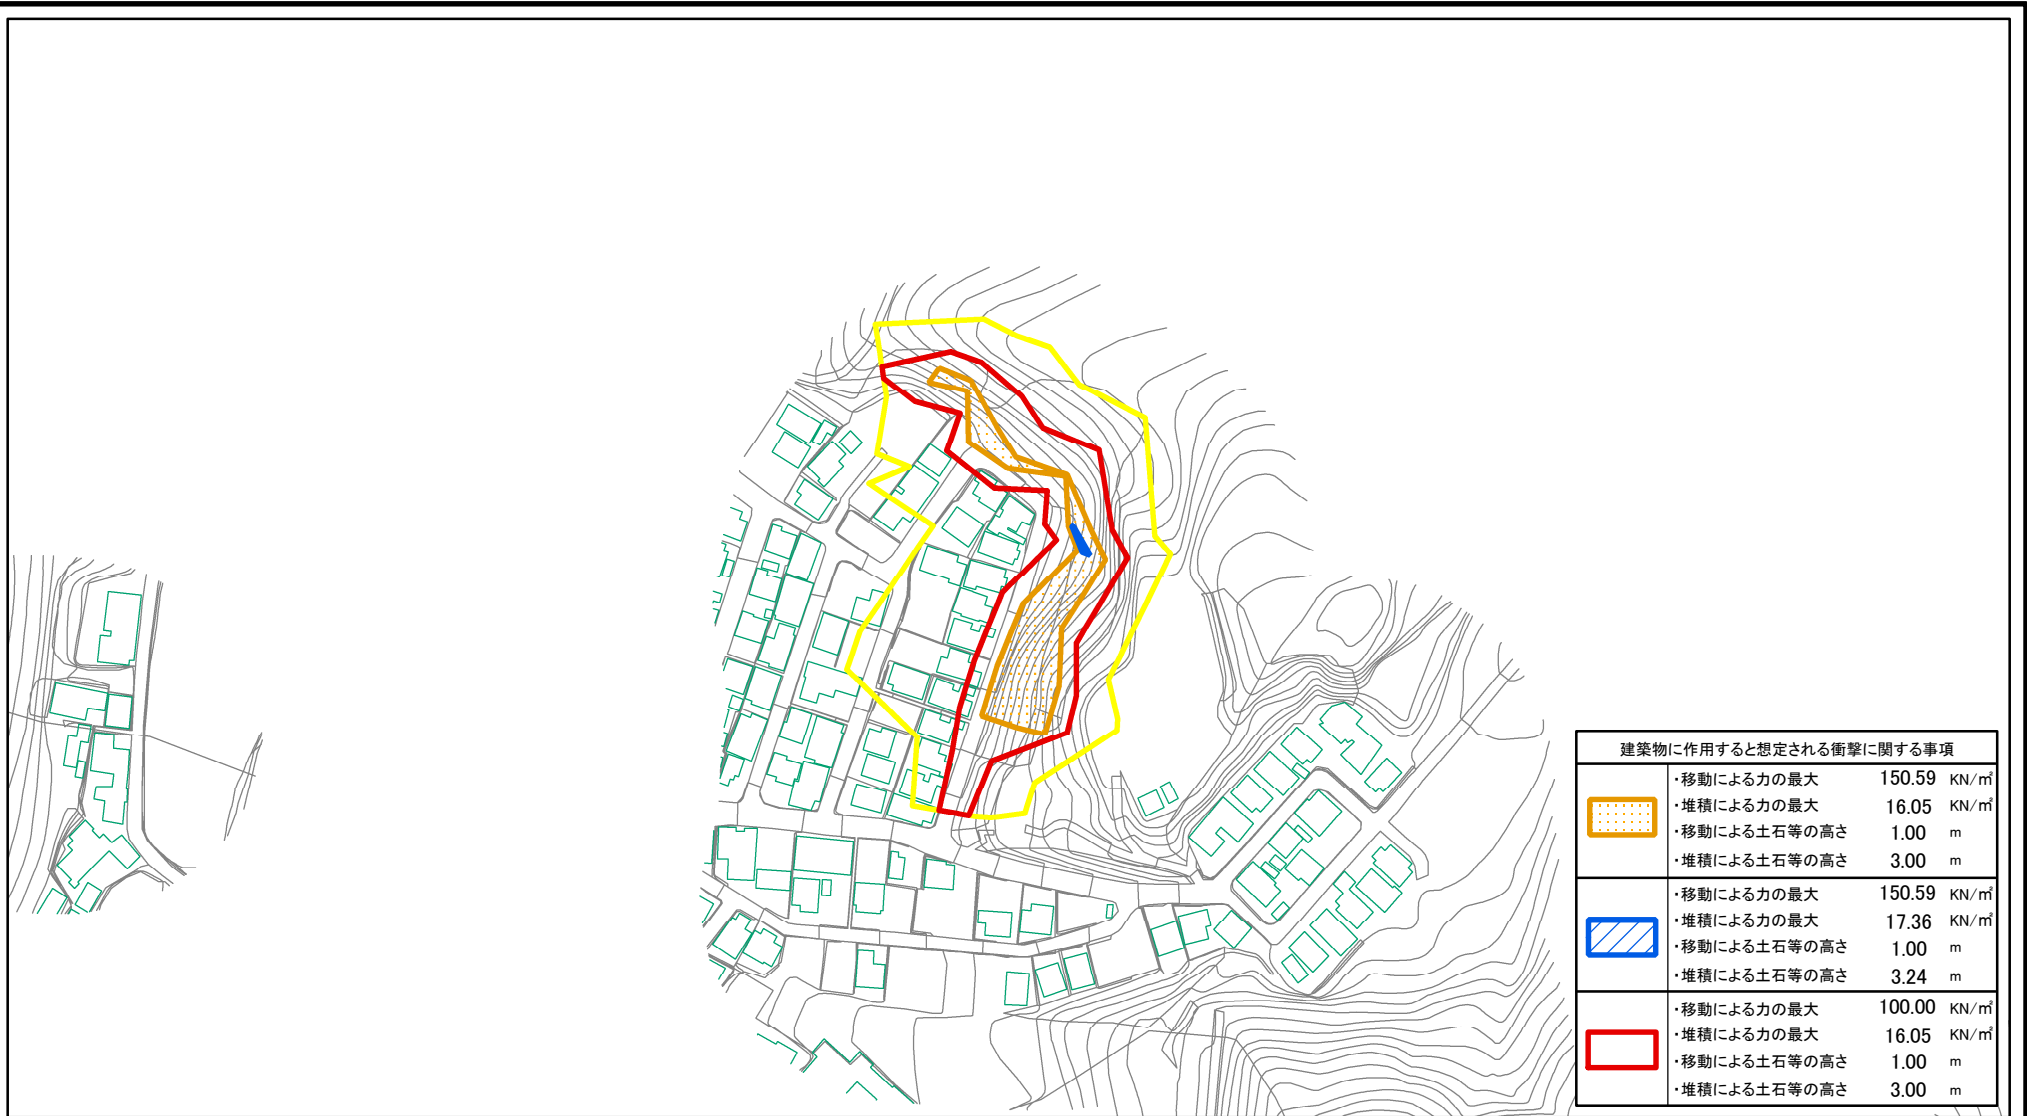 建築物に作用すると想定される衝撃に関する事項
・移動による力の最大 150.59 KN/㎡
・堆積による力の最大 16.05 KN/㎡
・移動による土石等の高さ 1.00 m
・堆積による土石等の高さ 3.00 m
・移動による力の最大 150.59 KN/㎡
・堆積による力の最大 17.36 KN/㎡
・移動による土石等の高さ 1.00 m
・堆積による土石等の高さ 3.24 m
・移動による力の最大 100.00 KN/㎡
・堆積による力の最大 16.05 KN/㎡
・移動による土石等の高さ 1.00 m
・堆積による土石等の高さ 3.00 m